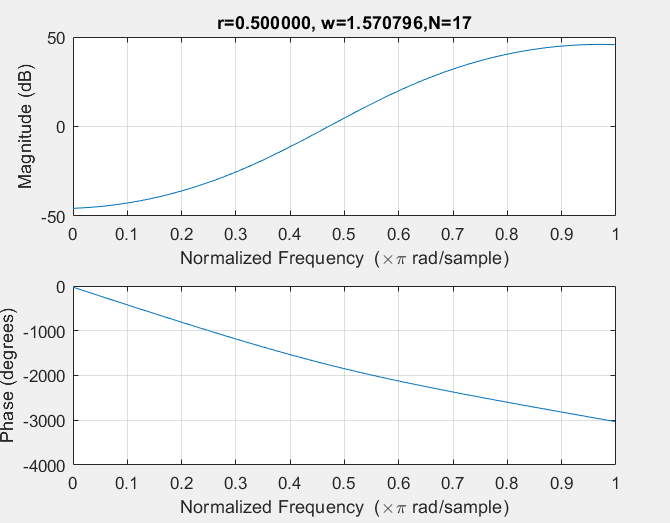 r=0.500000, w=1.570796,N=17
50
0
-50
Magnitude (dB)
0 0.1 0.2 0.3 0.4 0.5 0.6 0.7 0.8 0.9 1
Normalized Frequency (×π rad/sample)
0
-1000
-2000
-3000
-4000
Phase (degrees)
0 0.1 0.2 0.3 0.4 0.5 0.6 0.7 0.8 0.9 1
Normalized Frequency (×π rad/sample)